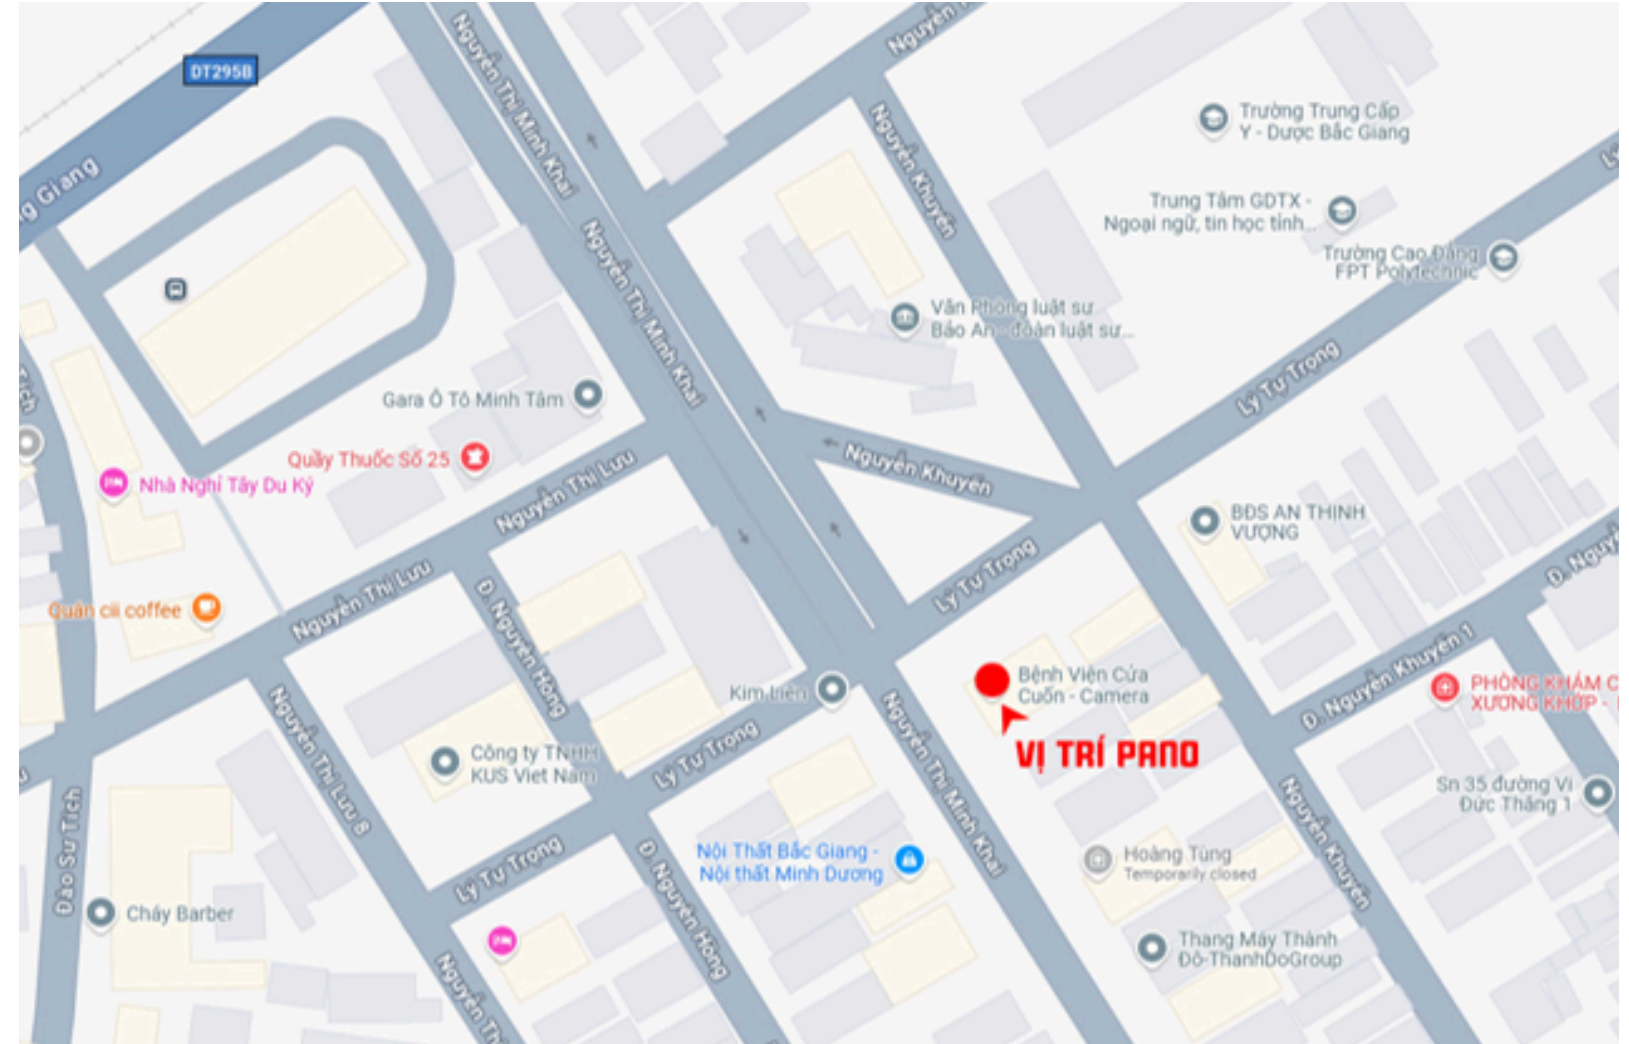 Nguyễn Thị Minh Khai
DT295B
Nguyễn Khuyến
Trường Trung Cấp
Y - Dược Bắc Giang
g Giang
Trung Tâm GDTX -
Ngoại ngữ, tin học tỉnh...
Trường Cao Đẳng
FPT Polytechnic
Nguyễn Thị Minh Khai
Văn Phòng luật sư
Bảo An - đoàn luật sư...
Lý Tự Trọng
Gara Ô Tô Minh Tâm
Quầy Thuốc Số 25
Nguyễn Thị Lưu
Nguyễn Khuyến
Nhà Nghỉ Tây Du Ký
BĐS AN THỊNH
VƯỢNG
Lý Tự Trọng
Nguyễn Thị Lưu
Quán cii coffee
Đ. Nguyên Hồng
Đ. Nguyễn Khuyến 1
Bệnh Viện Cửa
Cuốn - Camera
Kim Liên
PHÒNG KHÁM C
XƯƠNG KHỚP -
VỊ TRÍ PANO
Lý Tự Trọng
Nguyễn Thị Lưu 8
Công ty TNHH
KUS Viet Nam
Nguyễn Thị Minh Khai
Sn 35 đường Vi
Đức Thăng 1
Nguyễn Khuyến
Đào Sư Tích
Lý Tự Trọng
Nội Thất Bắc Giang -
Nội thất Minh Dương
Hoàng Tùng
Temporarily closed
Đ. Nguyên Hồng
Cháy Barber
Thang Máy Thành
Đô-ThanhDoGroup